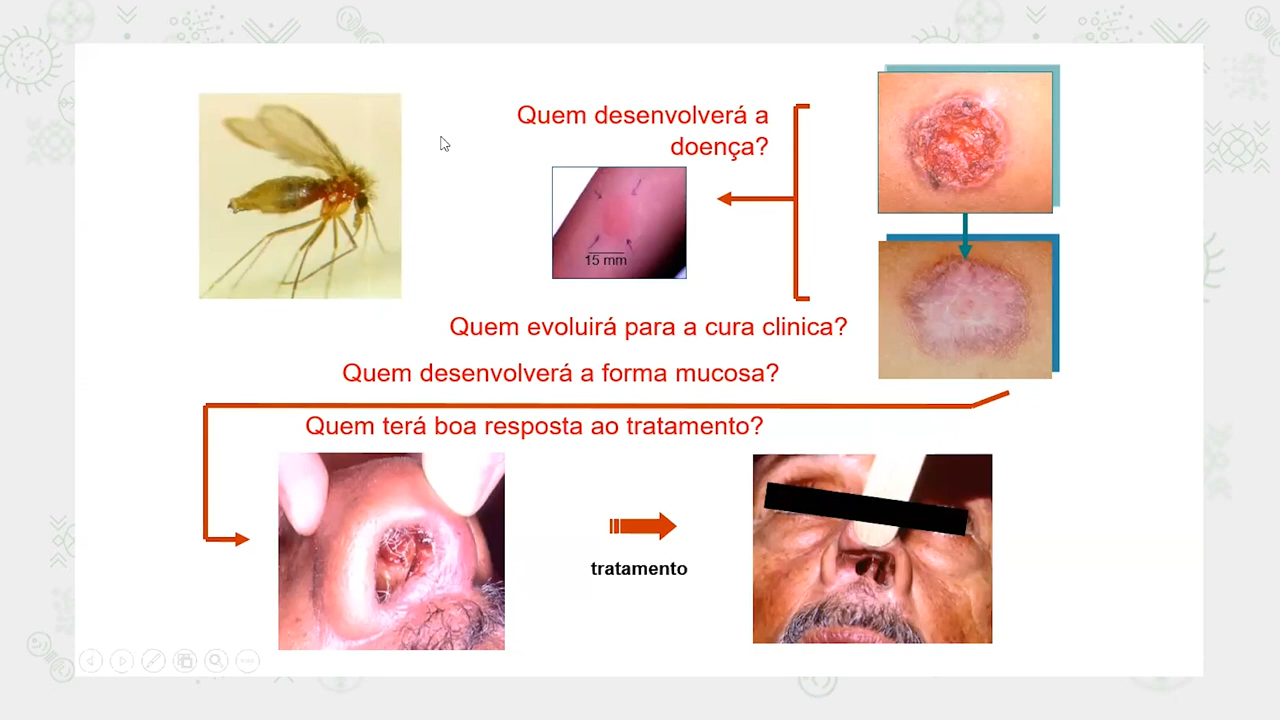 Quem desenvolverá a
doença?
15 mm
Quem evoluirá para a cura clinica?
Quem desenvolverá a forma mucosa?
Quem terá boa resposta ao tratamento?
tratamento